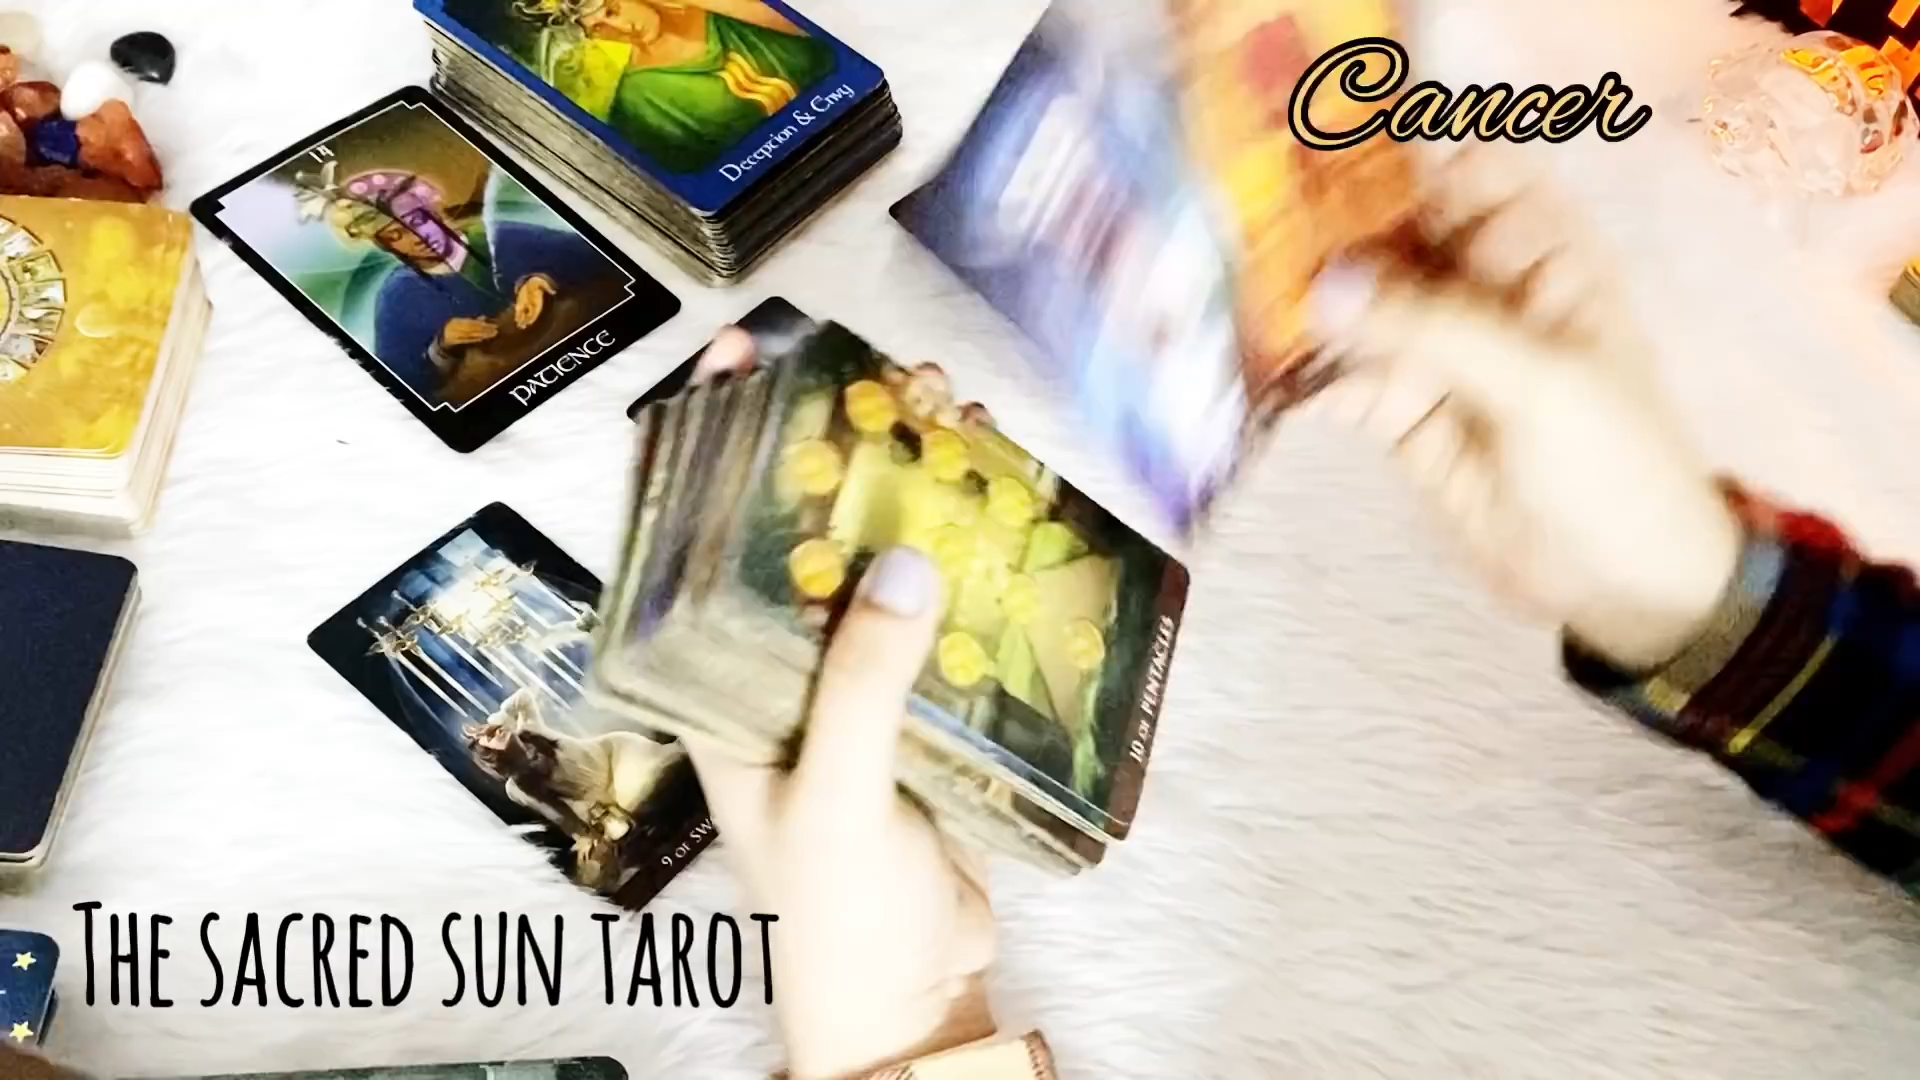 Cancer
Deception & Envy
14
PATIENCE
10 OF PENTACLES
9 OF SW
THE SACRED SUN TAROT